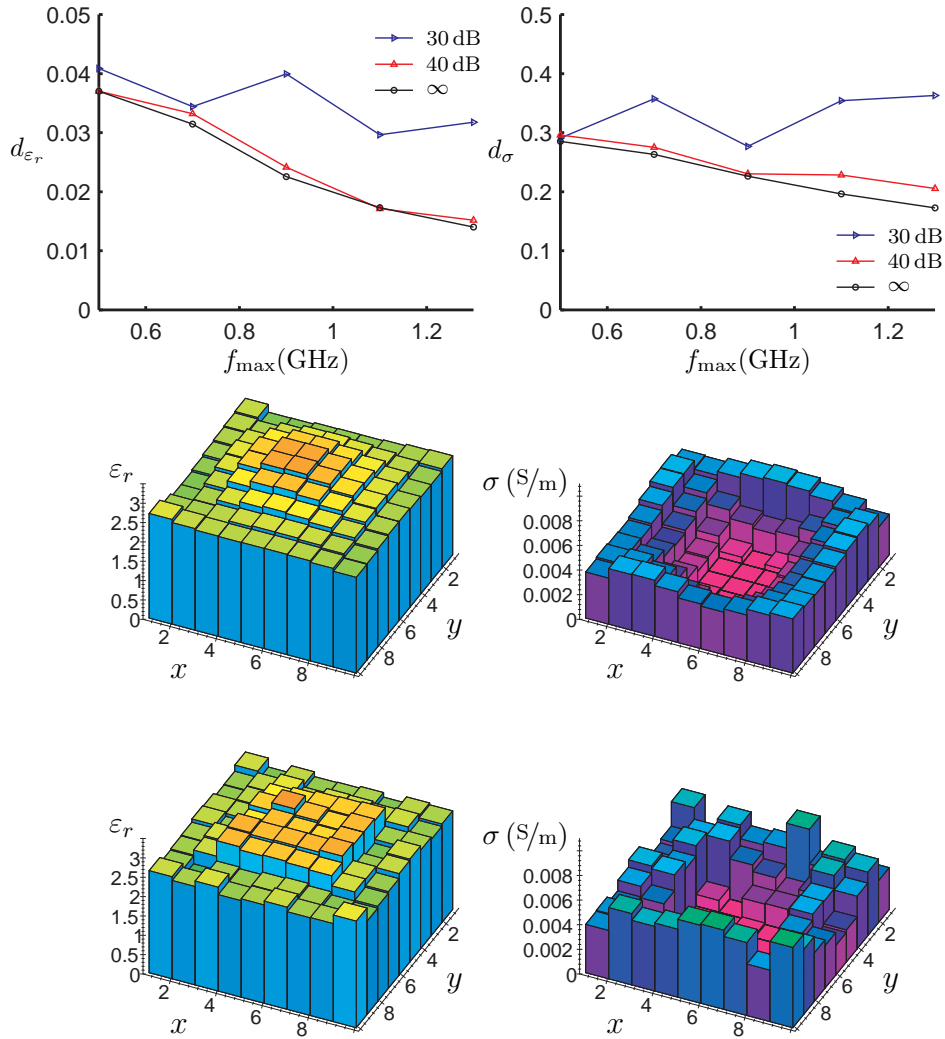 0.05
0.04
0.03
0.02
0.01
0
d_{ε_r}
30 dB
40 dB
∞
0.6 0.8 1 1.2
f_max(GHz)
0.5
0.4
0.3
0.2
0.1
0
d_σ
30 dB
40 dB
∞
0.6 0.8 1 1.2
f_max(GHz)
ε_r
3
2.5
2
1.5
1
0.5
0
2 4 6 8
x
8 6 4 2
y
σ (S/m)
0.008
0.006
0.004
0.002
0
2 4 6 8
x
8 6 4 2
y
ε_r
3
2.5
2
1.5
1
0.5
0
2 4 6 8
x
8 6 4 2
y
σ (S/m)
0.008
0.006
0.004
0.002
0
2 4 6 8
x
8 6 4 2
y